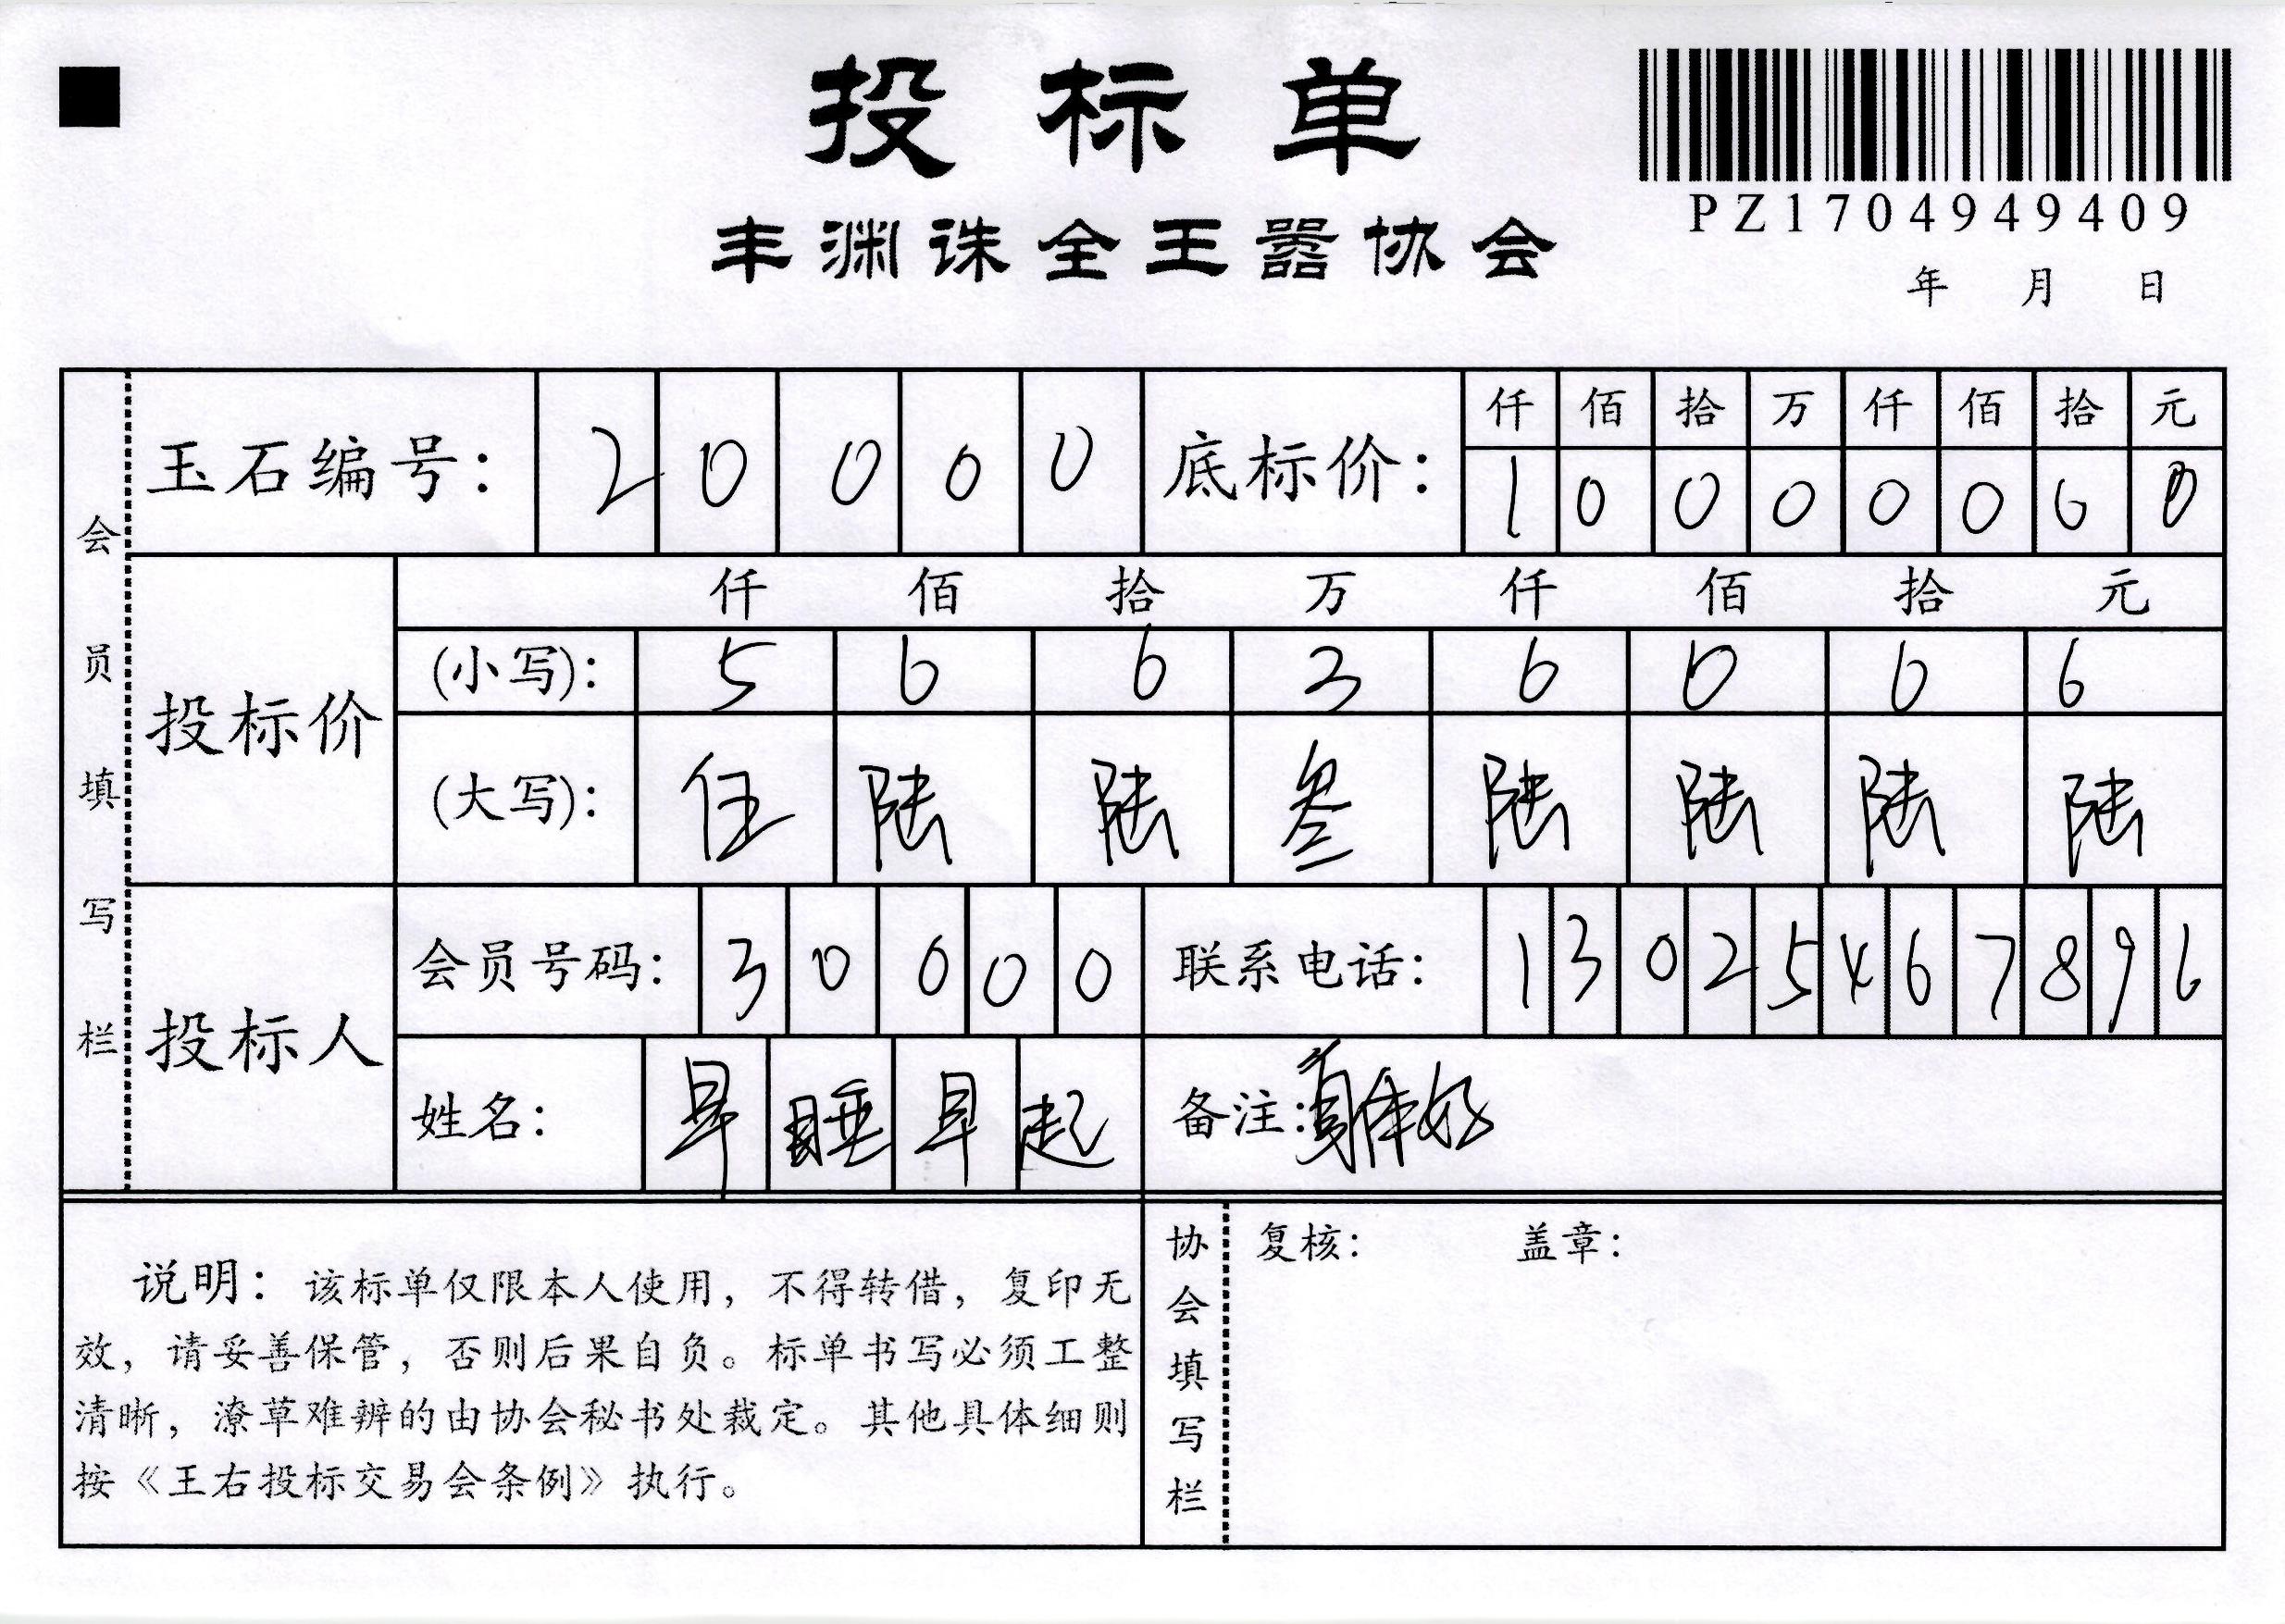 投标单
PZ1704949409
丰渊诛全王嚣协会
年 月 日
会员填写栏
玉石编号： 2 0 0 0 0
底标价： 仟 佰 拾 万 仟 佰 拾 元
1 0 0 0 0 0 0 0
投标价
仟 佰 拾 万 仟 佰 拾 元
(小写)： 5 6 6 3 6 6 6 6
(大写)： 伍 陆 陆 叁 陆 陆 陆 陆
投标人
会员号码： 3 0 0 0 0
联系电话： 1 3 0 2 5 4 6 7 8 9 6
姓名： 早 睡 早 起
备注：身体好
说明：该标单仅限本人使用，不得转借，复印无
效，请妥善保管，否则后果自负。标单书写必须工整
清晰，潦草难辨的由协会秘书处裁定。其他具体细则
按《王右投标交易会条例》执行。
协会填写栏
复核： 盖章：